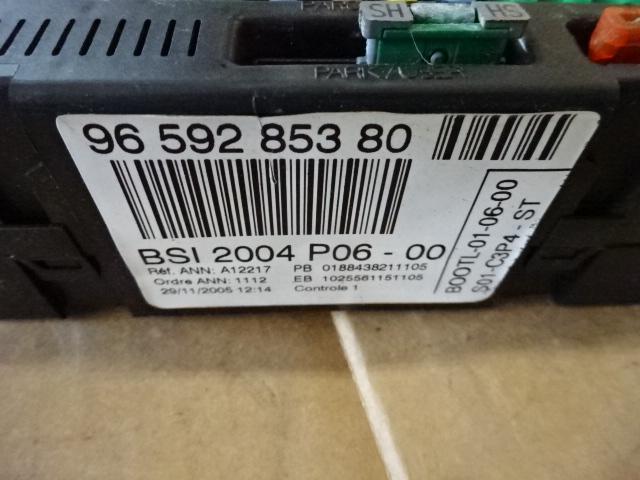 SH HS
PARK/USER
96 592 853 80
BSI 2004 P06 - 00
Réf. ANN: A12217 PB 0188438211105
Ordre ANN: 1112 EB 1025561151105
29/11/2005 12:14 Controle 1
BOOTL-01-06-00
S01-C3P4 - ST